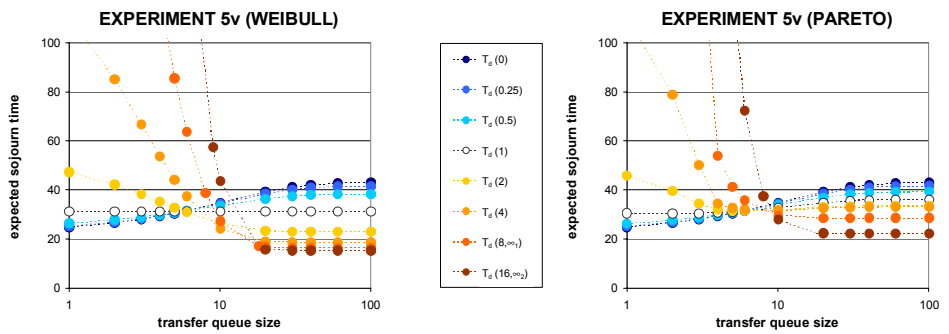 EXPERIMENT 5v (WEIBULL)
100
80
60
40
20
0
expected sojourn time
1
10
100
transfer queue size
T_d (0)
T_d (0.25)
T_d (0.5)
T_d (1)
T_d (2)
T_d (4)
T_d (8,∞₁)
T_d (16,∞₂)
EXPERIMENT 5v (PARETO)
100
80
60
40
20
0
expected sojourn time
1
10
100
transfer queue size